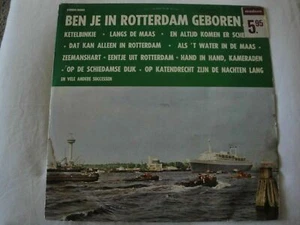 BEN JE IN ROTTERDAM GEBOREN
5.95
KETELBINKIE - LANGS DE MAAS - EN ALTIJD KOMEN ER SCHE
- DAT KAN ALLEEN IN ROTTERDAM - ALS 'T WATER IN DE MAAS -
ZEEMANSHART - EENTJE UIT ROTTERDAM - HAND IN HAND, KAMERADEN
- OP DE SCHIEDAMSE DIJK - OP KATENDRECHT ZIJN DE NACHTEN LANG
EN VELE ANDERE SUCCESSEN